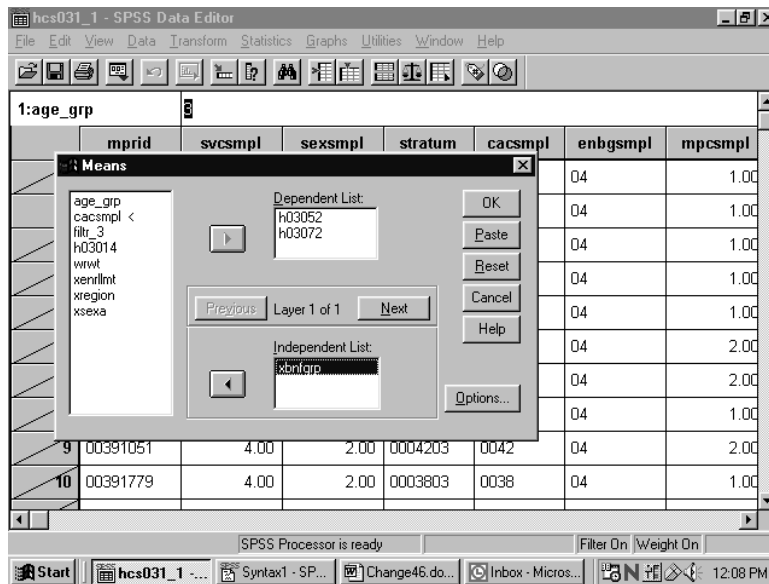 hcs031_1 - SPSS Data Editor
File Edit View Data Transform Statistics Graphs Utilities Window Help
1:age_grp 3
mprid svcsmpl sexsmpl stratum cacsmpl enbgsmpl mpcsmpl
Means
age_grp
cacsmpl <
filtr_3
h03014
wrwt
xenrllmt
xregion
xsexa
Dependent List:
h03052
h03072
OK
Paste
Reset
Cancel
Help
Previous Layer 1 of 1 Next
Independent List:
xbnfgrp
Options...
04 1.00
04 1.00
04 1.00
04 1.00
04 1.00
04 2.00
04 2.00
04 1.00
9 00391051 4.00 2.00 0004203 0042 04 2.00
10 00391779 4.00 2.00 0003803 0038 04 1.00
SPSS Processor is ready Filter On Weight On
Start hcs031_1 -... Syntax1 - SP... Change46.do... Inbox - Micros... 12:08 PM